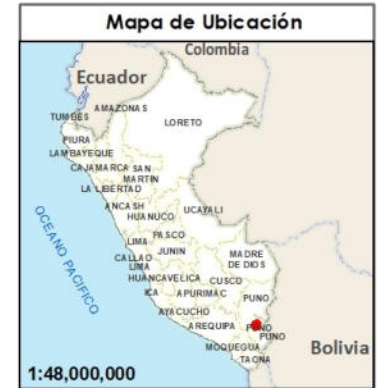 Mapa de Ubicación
Colombia
Ecuador
AMAZONAS
TUMBES
LORETO
PIURA
LAMBAYEQUE
CAJAMARCA SAN
MARTIN
LA LIBERTAD
ANCASH
UCAYALI
HUANUCO
PASCO
LIMA
JUNIN
CALLAO
LIMA
MADRE
DE DIOS
HUANCAVELICA
CUSCO
ICA
APURIMAC
PUNO
AYACUCHO
AREQUIPA
PUNO
PUNO
MOQUEGUA
TACNA
OCEANO PACIFICO
Bolivia
1:48,000,000